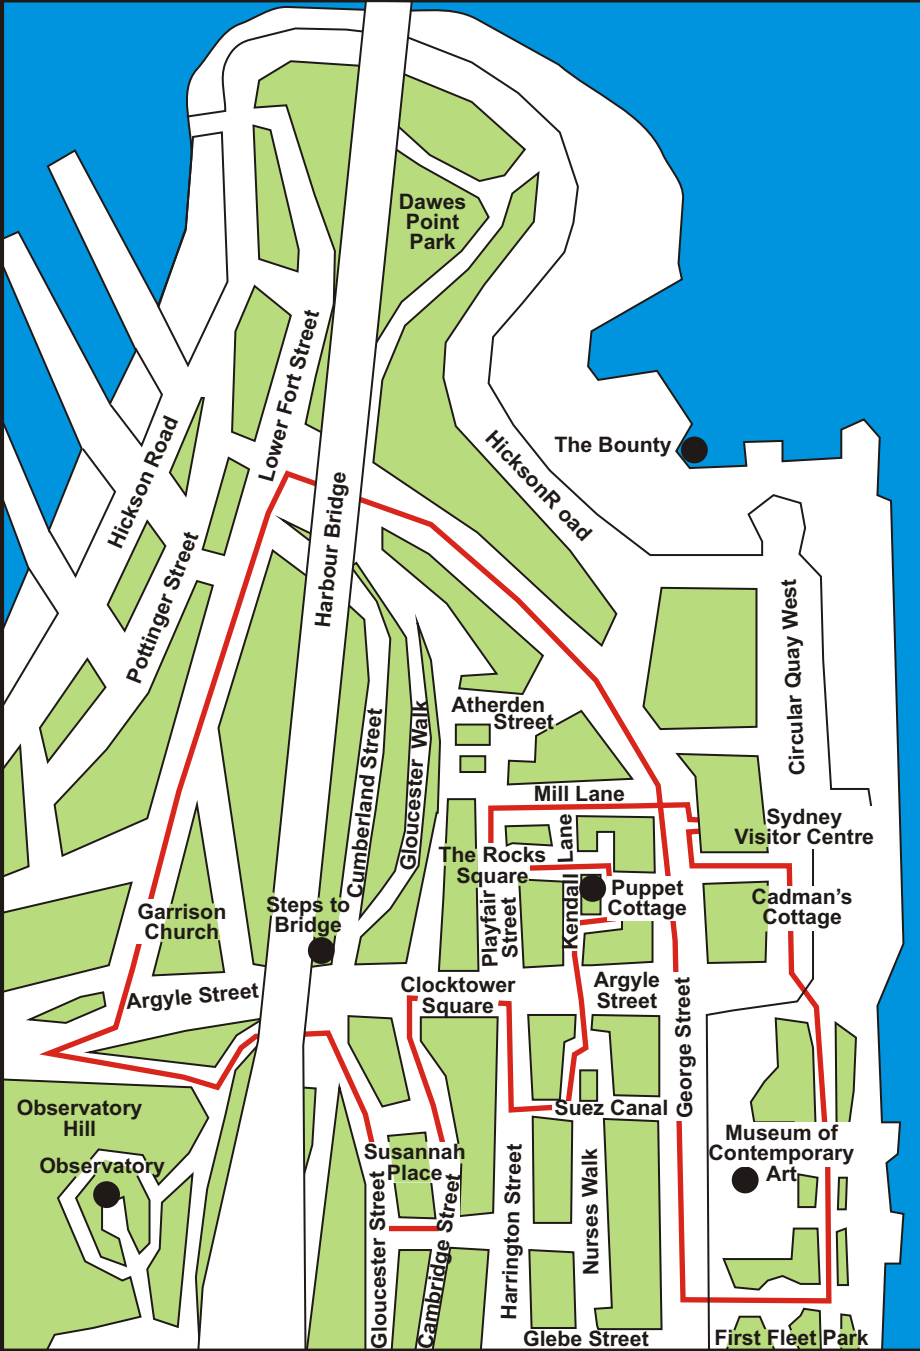 Dawes
Point
Park
Lower Fort Street
Hickson Road
The Bounty
HicksonR oad
Harbour Bridge
Pottinger Street
Circular Quay West
Atherden
Street
Cumberland Street
Gloucester Walk
Mill Lane
Sydney
Visitor Centre
The Rocks
Square
Kendall Lane
Puppet
Cottage
Cadman's
Cottage
Playfair
Street
Garrison
Church
Steps to
Bridge
Argyle Street
Clocktower
Square
Argyle
Street
George Street
Observatory
Hill
Observatory
Suez Canal
Susannah
Place
Museum of
Contemporary
Art
Gloucester Street
Cambridge Street
Harrington Street
Nurses Walk
Glebe Street
First Fleet Park